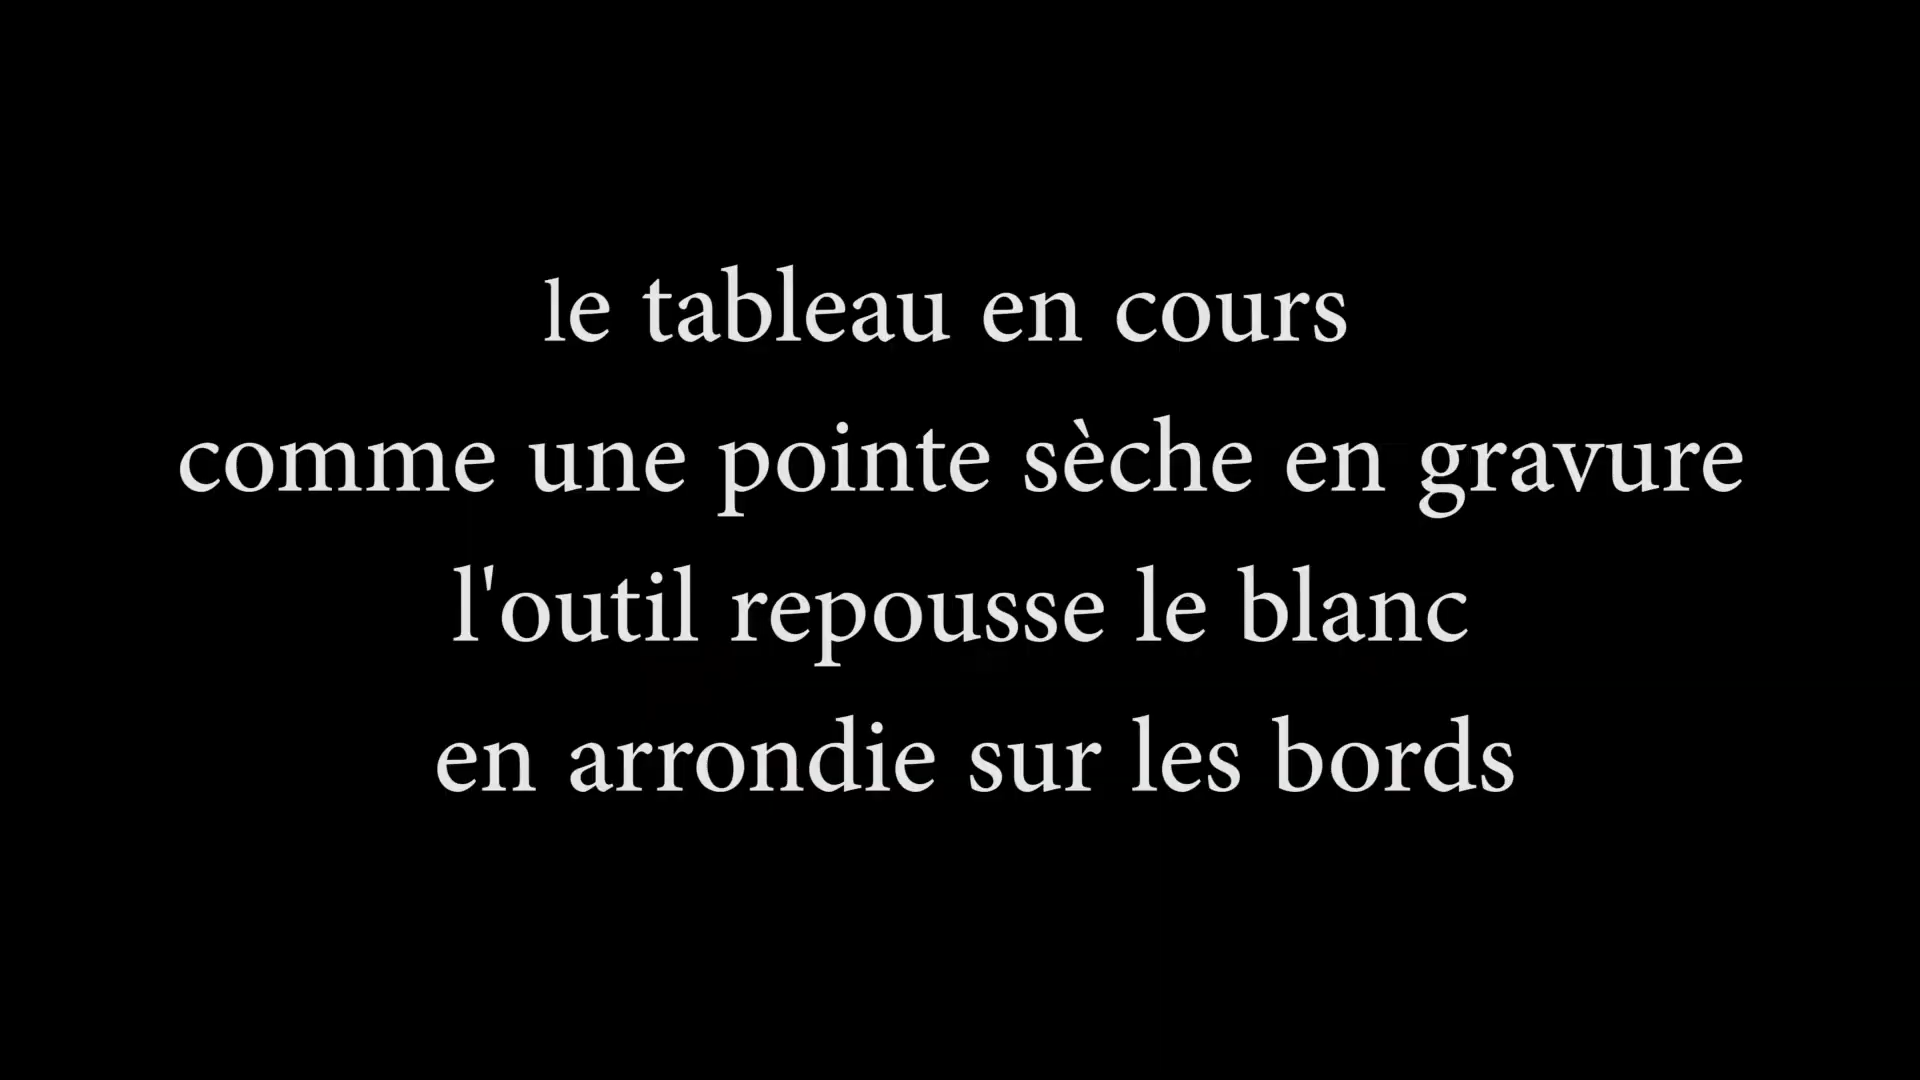 le tableau en cours
comme une pointe sèche en gravure
l'outil repousse le blanc
en arrondie sur les bords